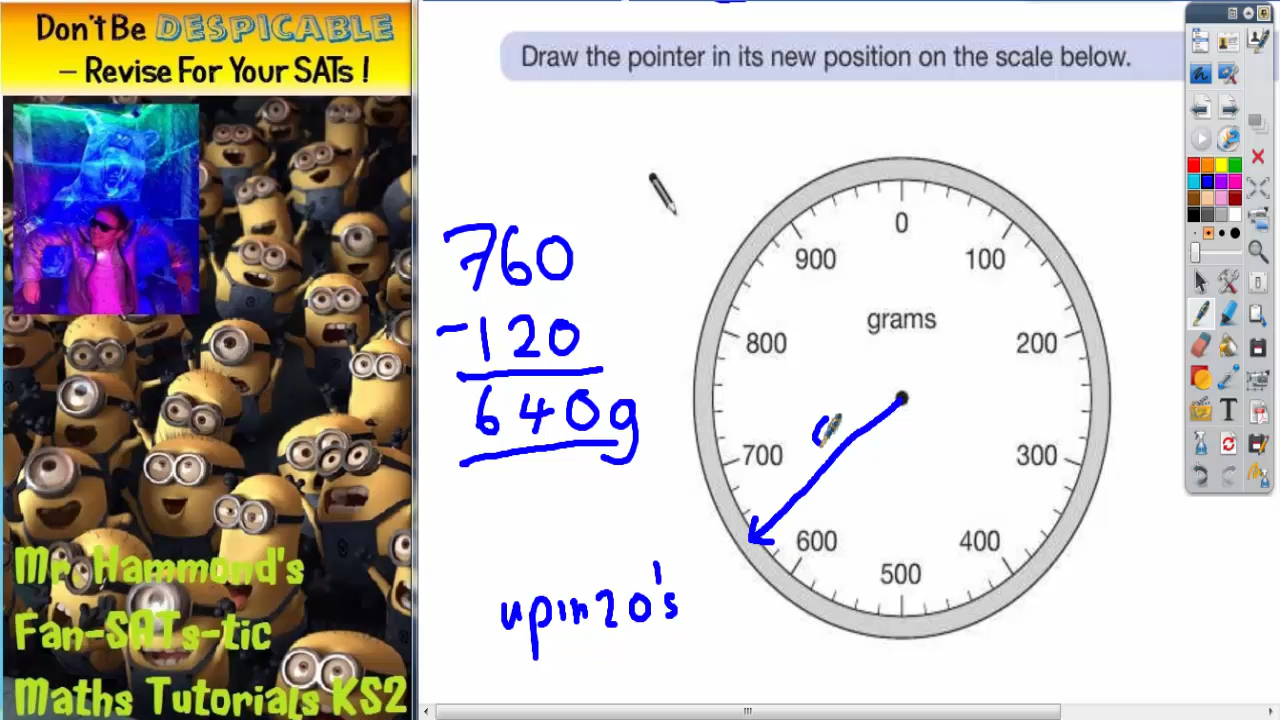 Don't Be DESPICABLE
– Revise For Your SATs !
Mr. Hammond's
Fan-SATs-tic
Maths Tutorials KS2
Draw the pointer in its new position on the scale below.
760
-120
640g
up in 20's
0
100
200
300
400
500
600
700
800
900
grams
T